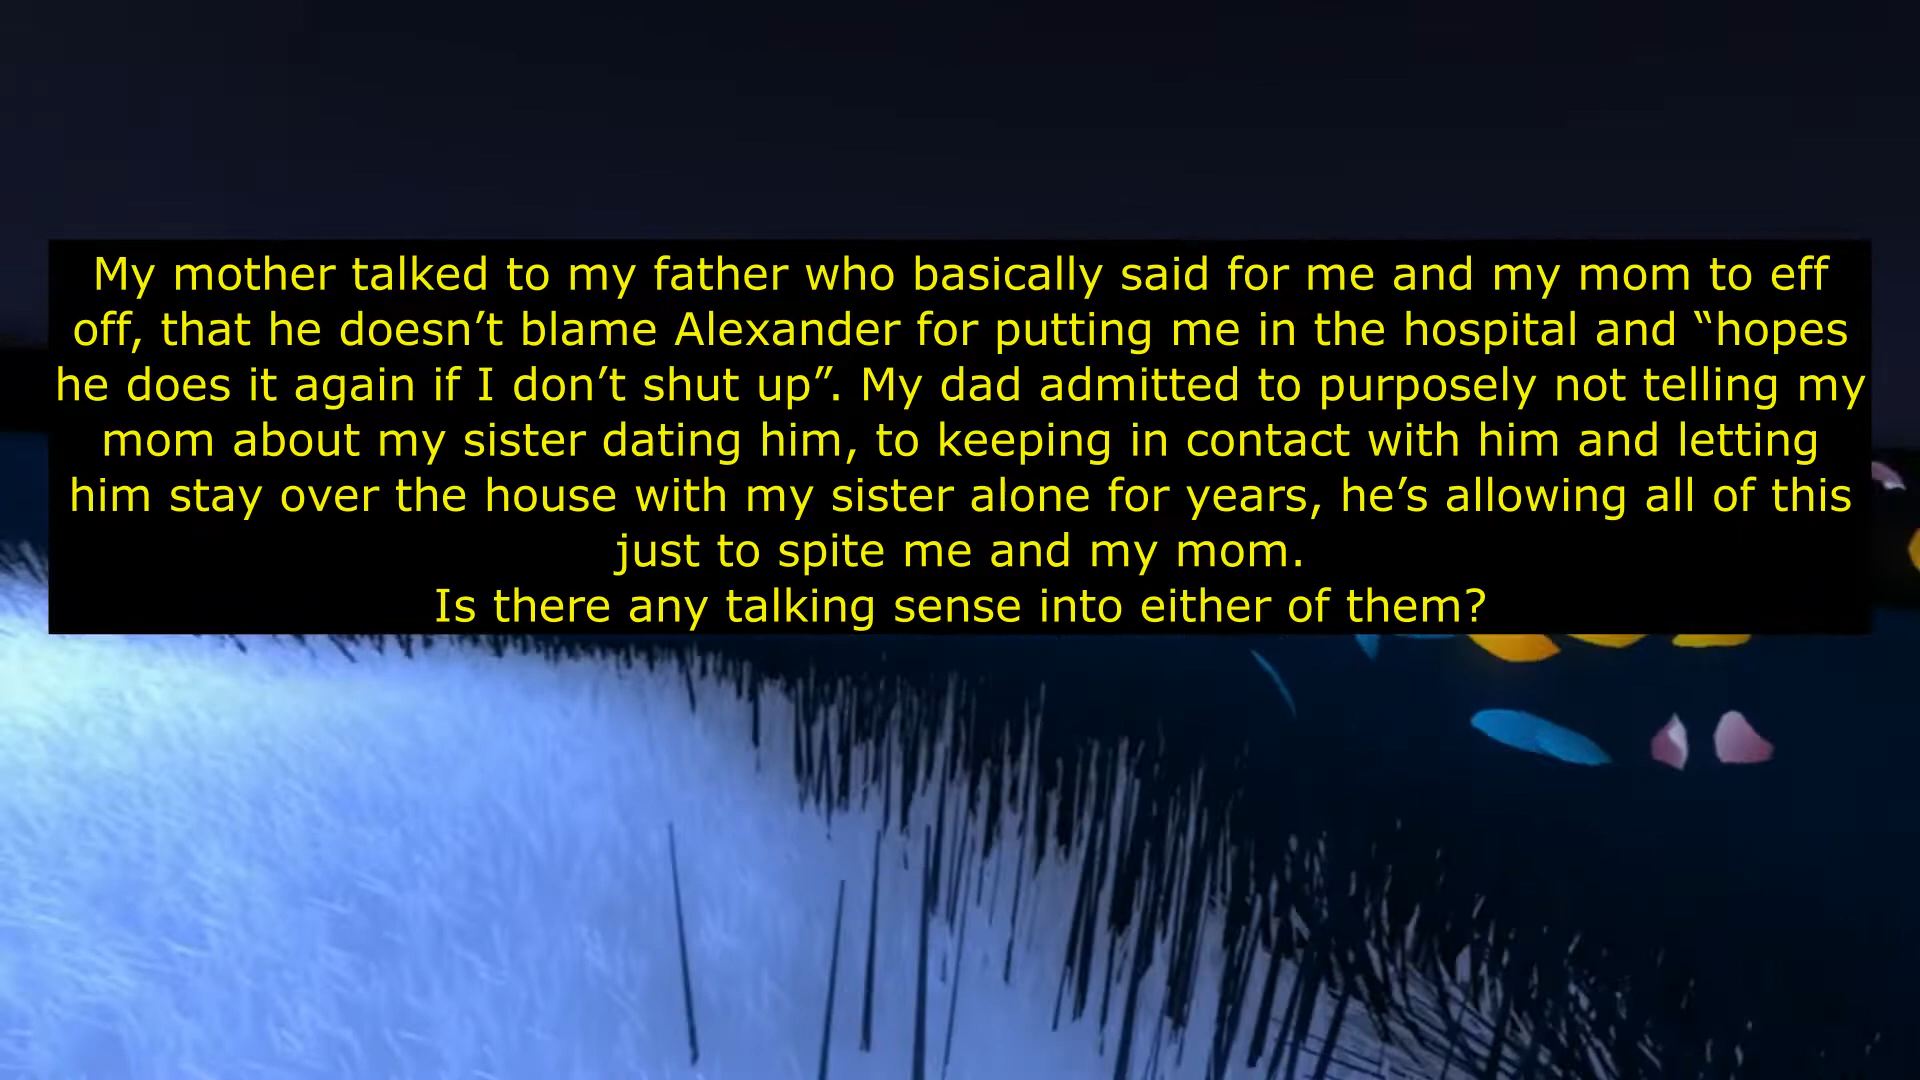 My mother talked to my father who basically said for me and my mom to eff
off, that he doesn’t blame Alexander for putting me in the hospital and “hopes
he does it again if I don’t shut up”. My dad admitted to purposely not telling my
mom about my sister dating him, to keeping in contact with him and letting
him stay over the house with my sister alone for years, he’s allowing all of this
just to spite me and my mom.
Is there any talking sense into either of them?